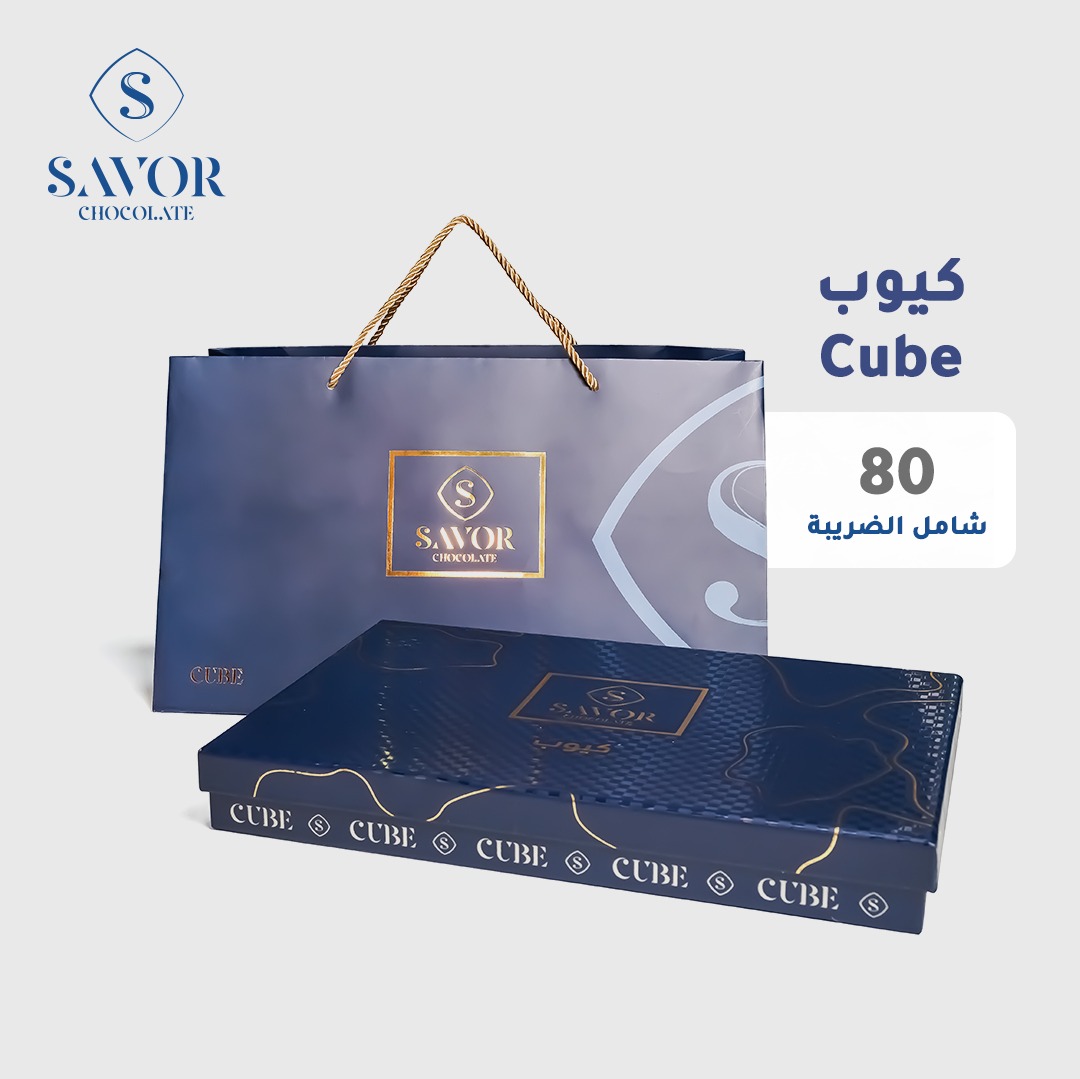 S
SAVOR
CHOCOLATE
كيوب
Cube
80
شامل الضريبة
S
SAVOR
CHOCOLATE
S
CUBE
S
SAVOR
CHOCOLATE
كيوب
CUBE S CUBE S CUBE S CUBE S CUBE S